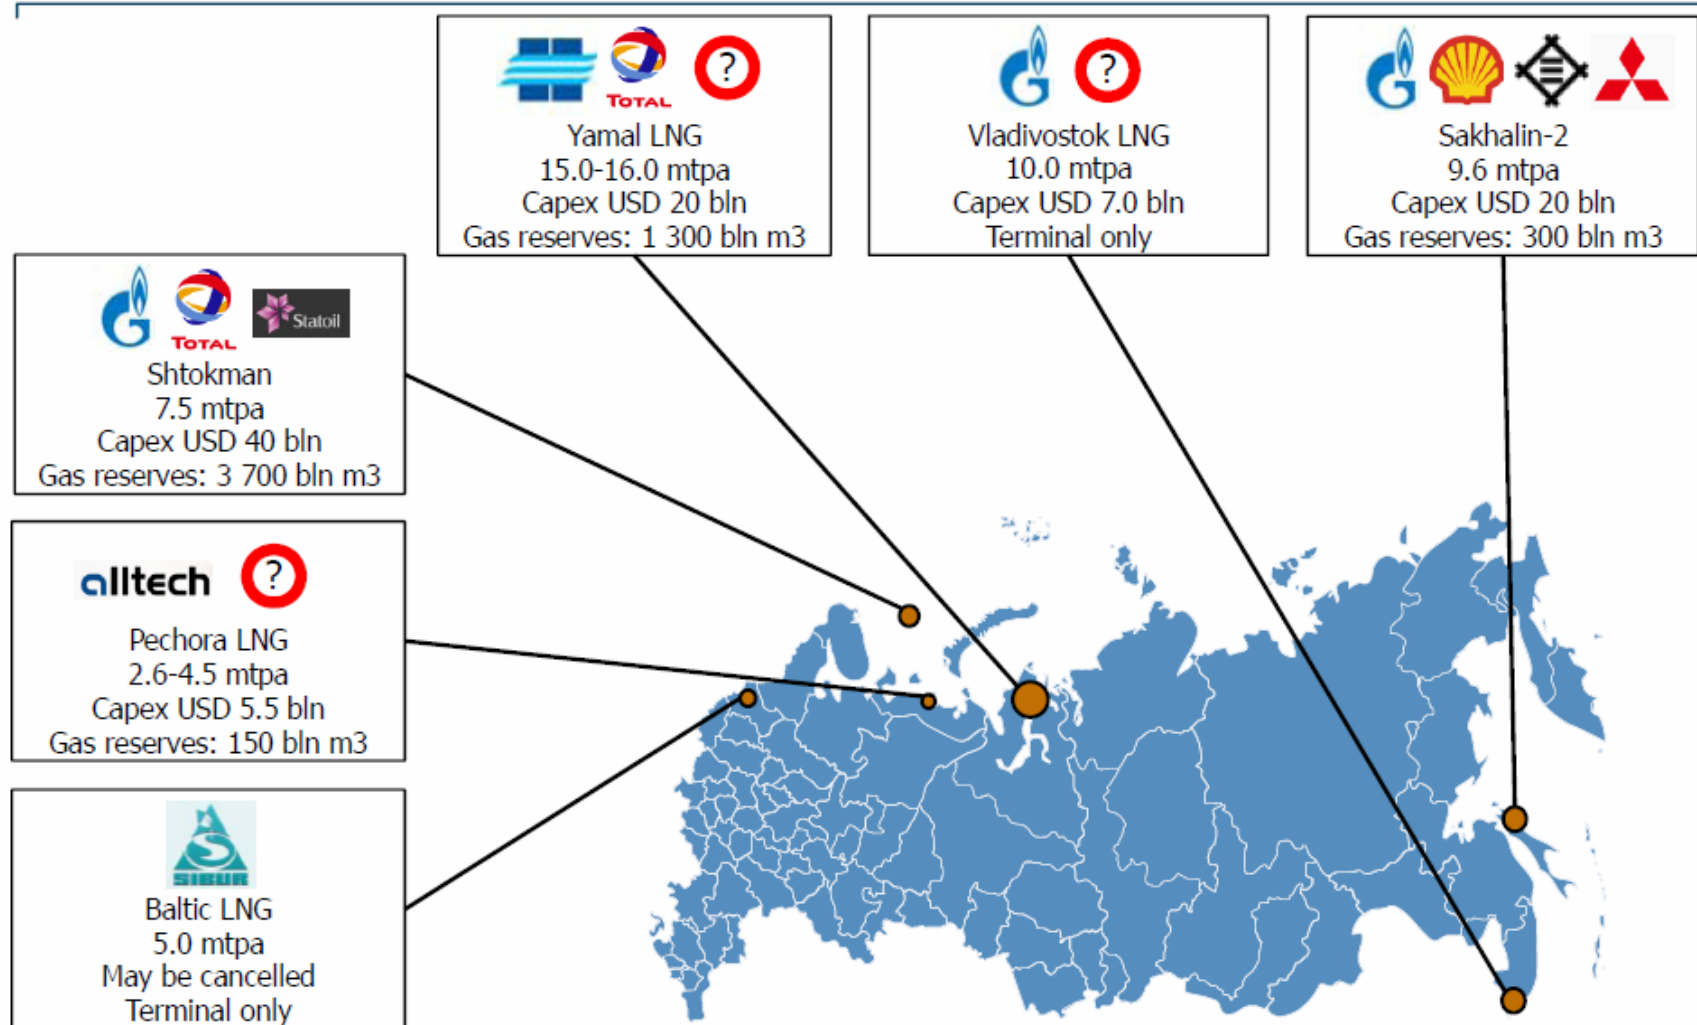 ?
TOTAL
Yamal LNG
15.0-16.0 mtpa
Capex USD 20 bln
Gas reserves: 1 300 bln m3
?
Vladivostok LNG
10.0 mtpa
Capex USD 7.0 bln
Terminal only
Sakhalin-2
9.6 mtpa
Capex USD 20 bln
Gas reserves: 300 bln m3
TOTAL
Statoil
Shtokman
7.5 mtpa
Capex USD 40 bln
Gas reserves: 3 700 bln m3
alltech ?
Pechora LNG
2.6-4.5 mtpa
Capex USD 5.5 bln
Gas reserves: 150 bln m3
SIBUR
Baltic LNG
5.0 mtpa
May be cancelled
Terminal only